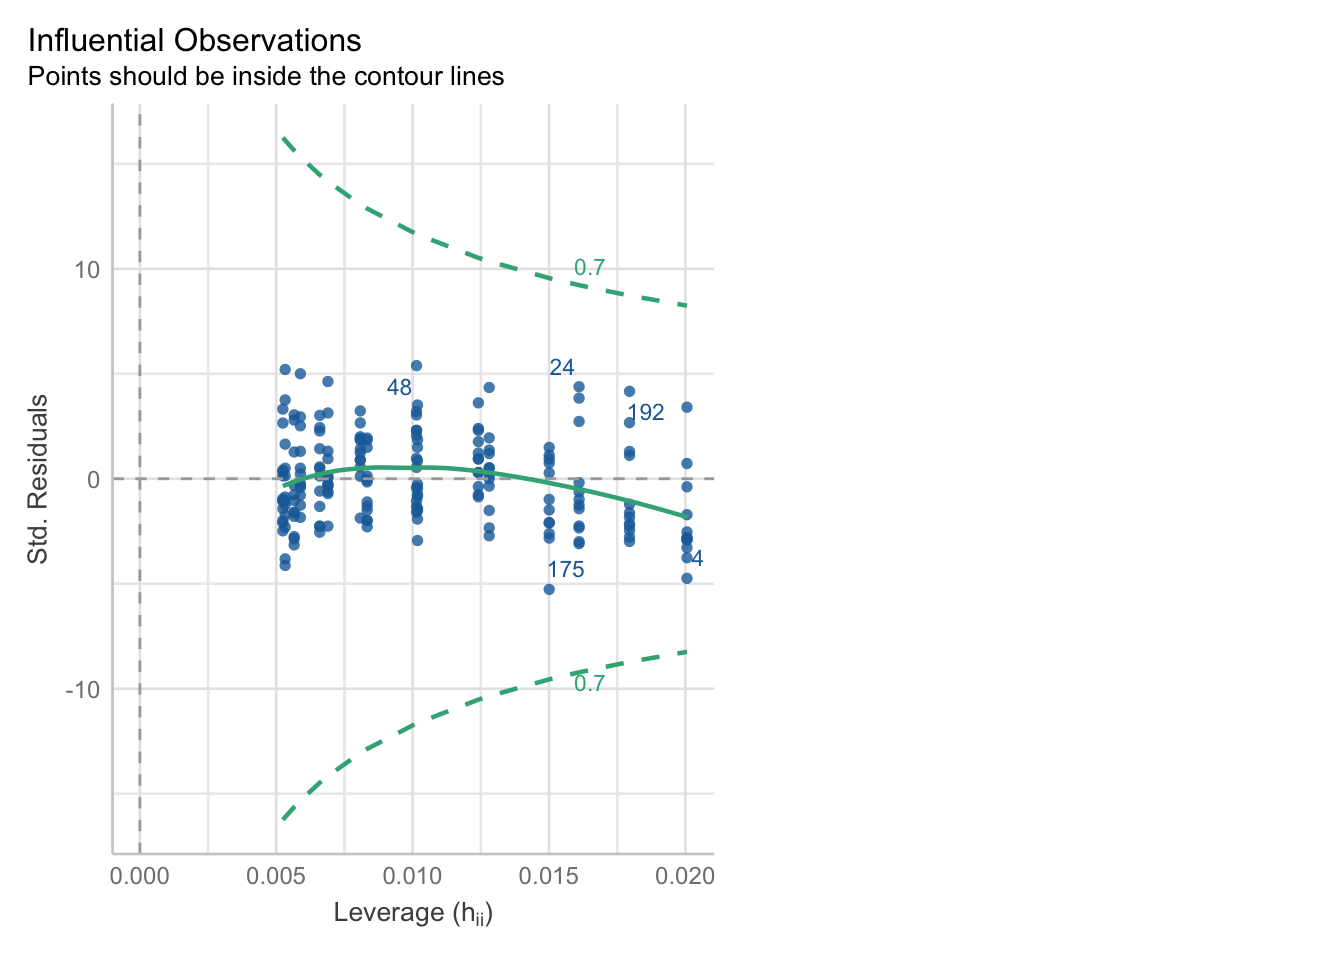 Influential Observations
Points should be inside the contour lines
10
0
-10
Std. Residuals
0.7
24
48
192
175
4
0.7
0.000 0.005 0.010 0.015 0.020
Leverage (hii)